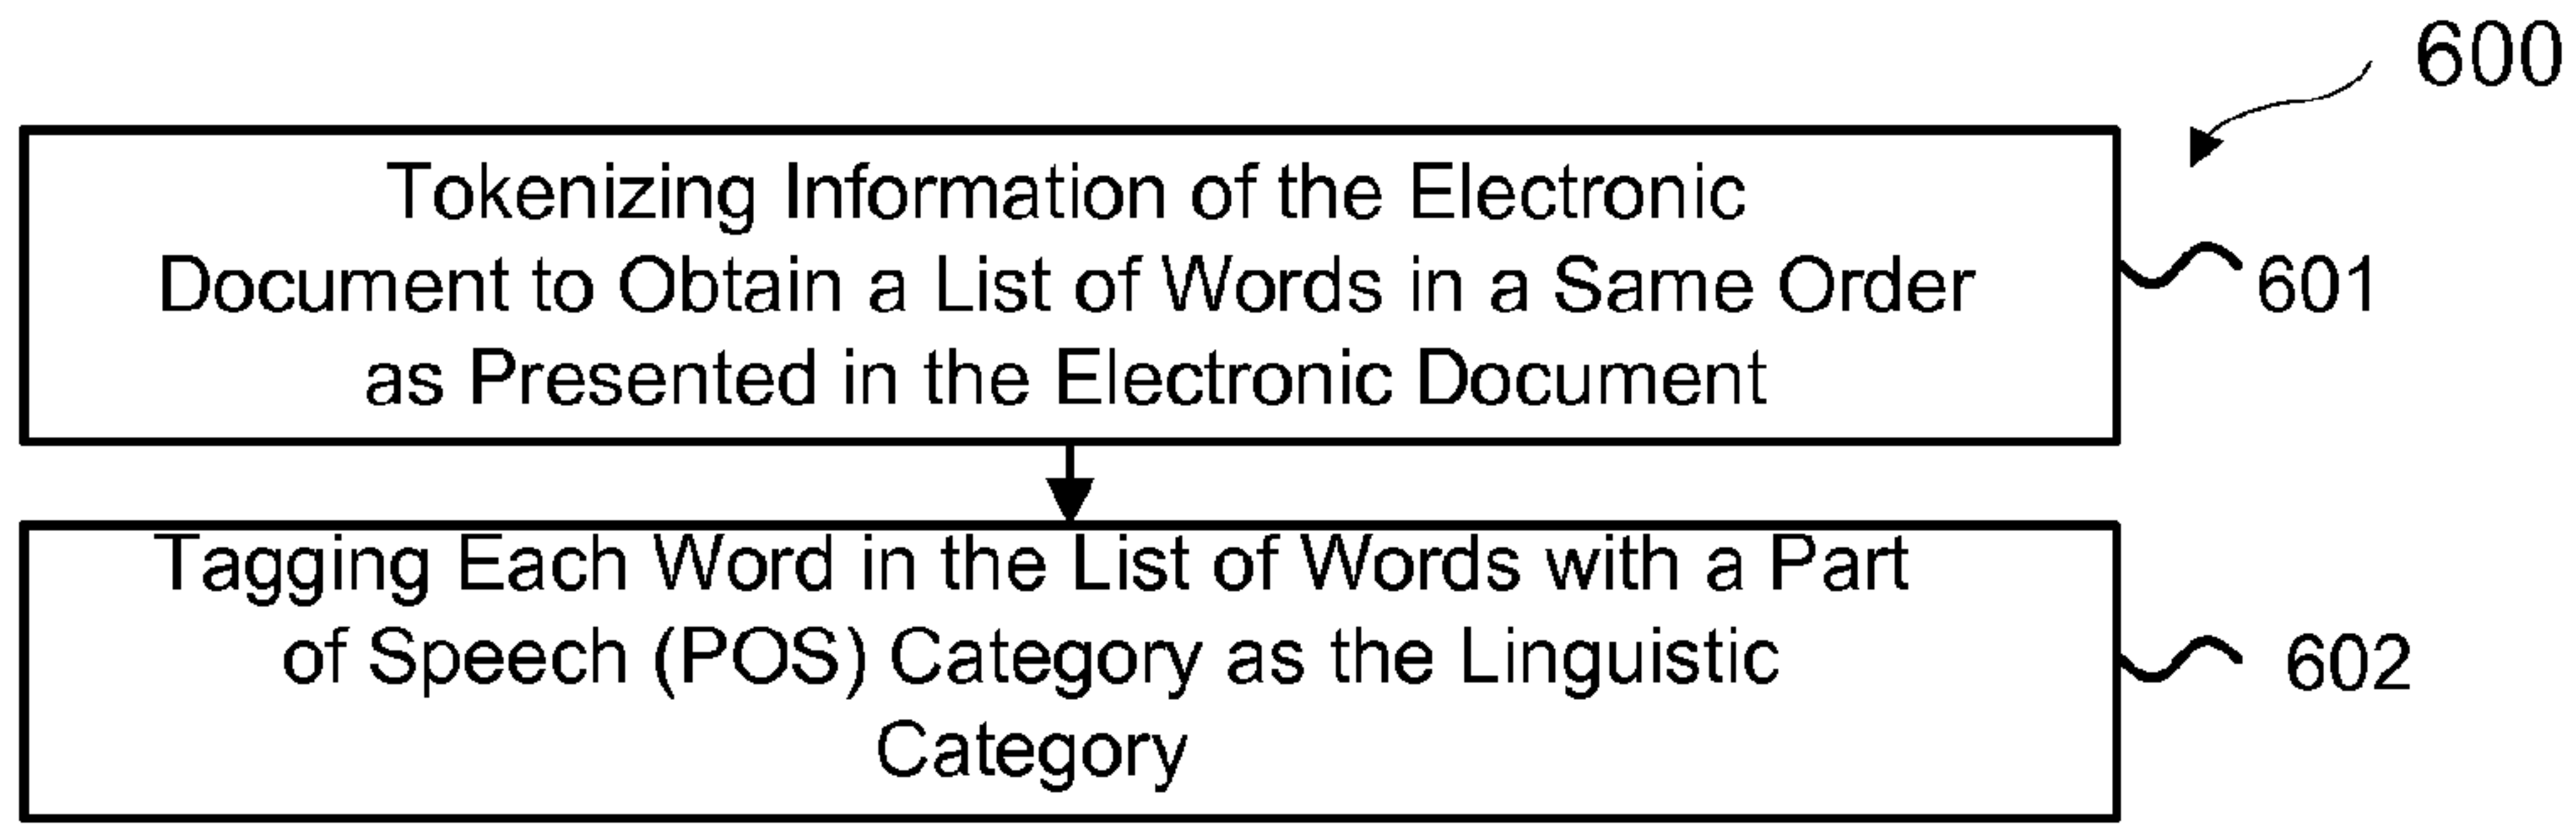 600
Tokenizing Information of the Electronic
Document to Obtain a List of Words in a Same Order
as Presented in the Electronic Document
601
Tagging Each Word in the List of Words with a Part
of Speech (POS) Category as the Linguistic
Category
602